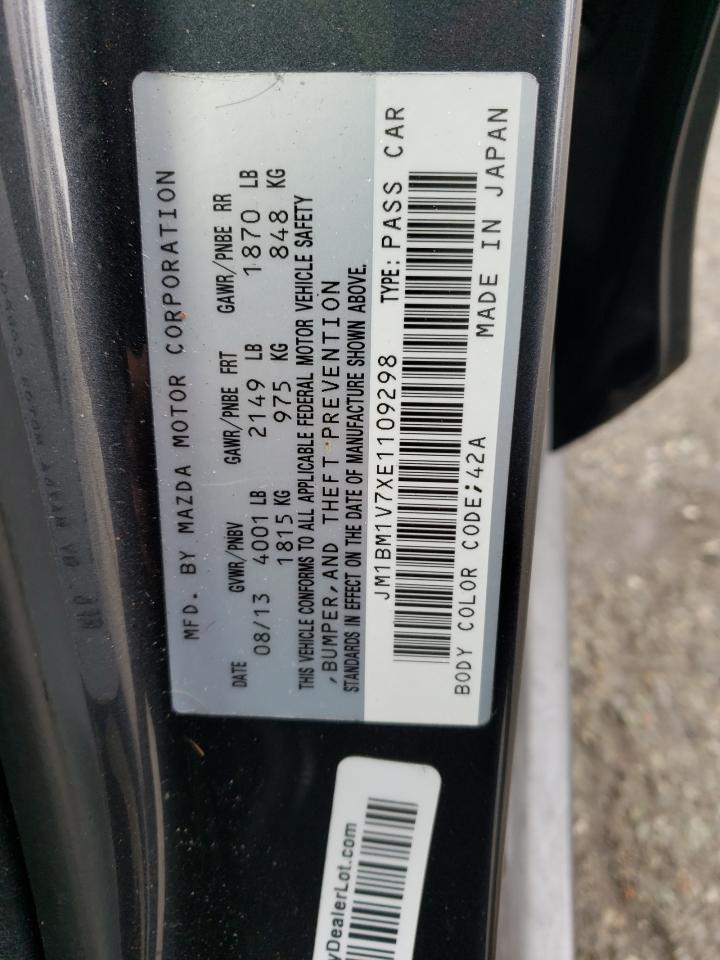 MFD. BY MAZDA MOTOR CORPORATION
DATE GVWR/PNBV GAWR/PNBE FRT GAWR/PNBE RR
08/13 4001 LB 2149 LB 1870 LB
1815 KG 975 KG 848 KG
THIS VEHICLE CONFORMS TO ALL APPLICABLE FEDERAL MOTOR VEHICLE SAFETY
,BUMPER, AND THEFT PREVENTION
STANDARDS IN EFFECT ON THE DATE OF MANUFACTURE SHOWN ABOVE.
JM1BM1V7XE1109298 TYPE: PASS CAR
BODY COLOR CODE;42A MADE IN JAPAN
yDealerLot.com